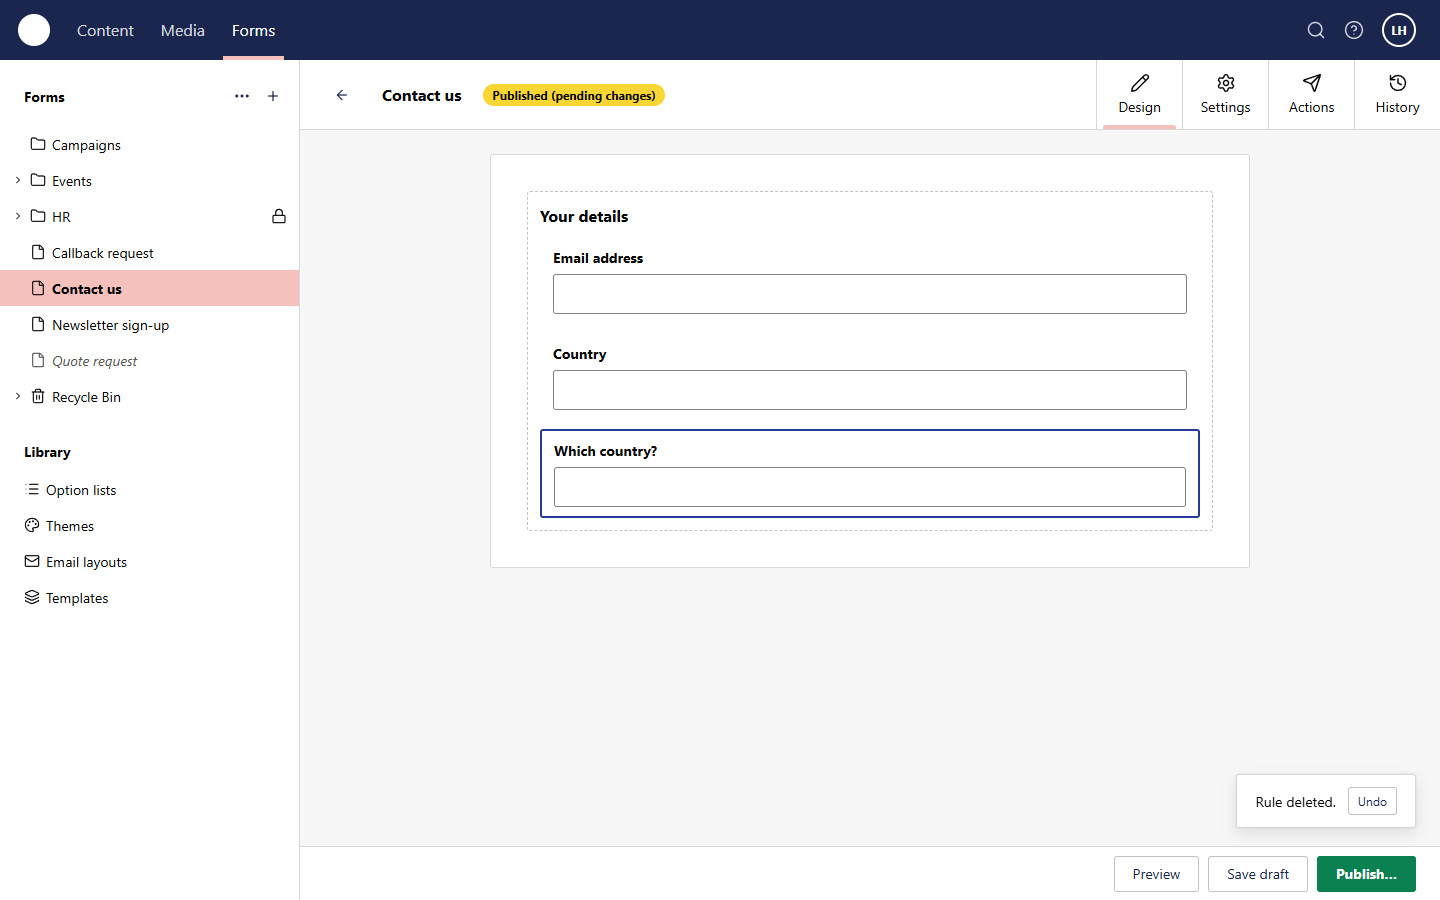 Content Media Forms
LH
Forms
Campaigns
Events
HR
Callback request
Contact us
Newsletter sign-up
Quote request
Recycle Bin
Library
Option lists
Themes
Email layouts
Templates
Contact us
Published (pending changes)
Design
Settings
Actions
History
Your details
Email address
Country
Which country?
Rule deleted. Undo
Preview
Save draft
Publish...